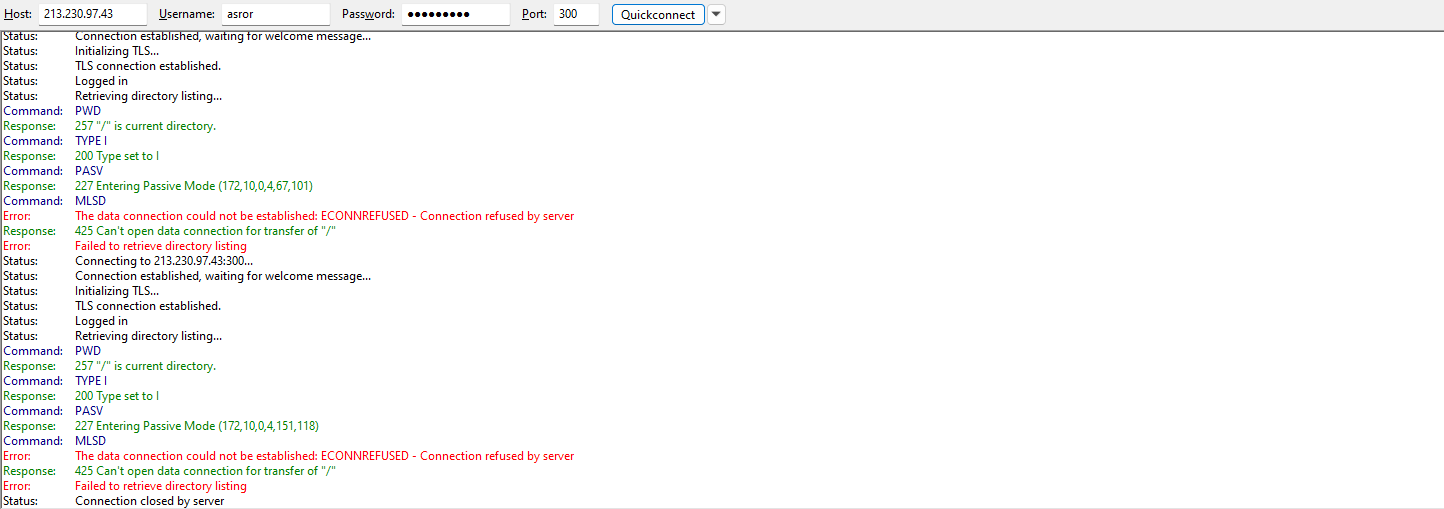 Host: 213.230.97.43 Username: asror Password: ●●●●●●●●● Port: 300 Quickconnect
Status: Connection established, waiting for welcome message...
Status: Initializing TLS...
Status: TLS connection established.
Status: Logged in
Status: Retrieving directory listing...
Command: PWD
Response: 257 "/" is current directory.
Command: TYPE I
Response: 200 Type set to I
Command: PASV
Response: 227 Entering Passive Mode (172,10,0,4,67,101)
Command: MLSD
Error: The data connection could not be established: ECONNREFUSED - Connection refused by server
Response: 425 Can't open data connection for transfer of "/"
Error: Failed to retrieve directory listing
Status: Connecting to 213.230.97.43:300...
Status: Connection established, waiting for welcome message...
Status: Initializing TLS...
Status: TLS connection established.
Status: Logged in
Status: Retrieving directory listing...
Command: PWD
Response: 257 "/" is current directory.
Command: TYPE I
Response: 200 Type set to I
Command: PASV
Response: 227 Entering Passive Mode (172,10,0,4,151,118)
Command: MLSD
Error: The data connection could not be established: ECONNREFUSED - Connection refused by server
Response: 425 Can't open data connection for transfer of "/"
Error: Failed to retrieve directory listing
Status: Connection closed by server